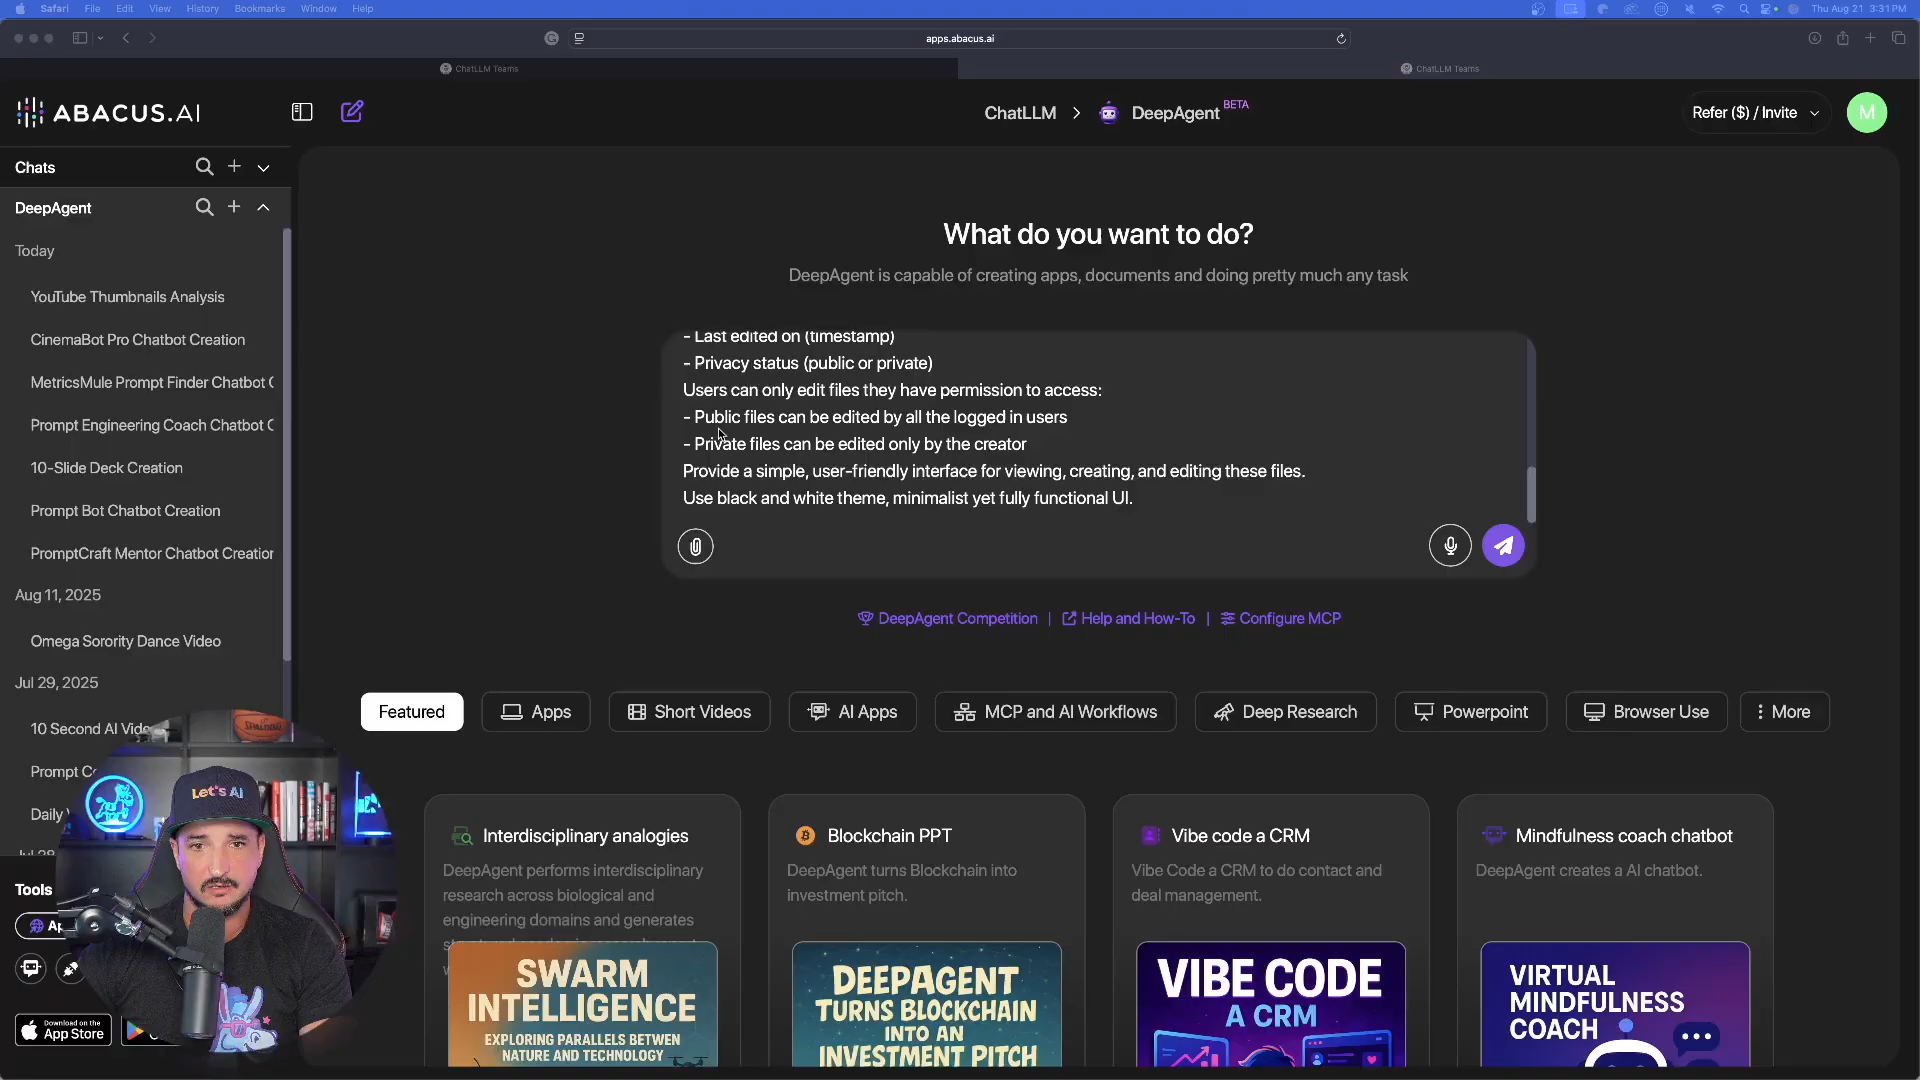 Safari File Edit View History Bookmarks Window Help
Thu Aug 21 3:31 PM
apps.abacus.ai
ChatLLM Teams
ChatLLM Teams
ABACUS.AI
ChatLLM > DeepAgent BETA
Refer ($) / Invite
M
Chats
DeepAgent
Today
YouTube Thumbnails Analysis
CinemaBot Pro Chatbot Creation
MetricsMule Prompt Finder Chatbot C
Prompt Engineering Coach Chatbot C
10-Slide Deck Creation
Prompt Bot Chatbot Creation
PromptCraft Mentor Chatbot Creation
Aug 11, 2025
Omega Sorority Dance Video
Jul 29, 2025
10 Second AI Vide
Prompt
Daily
Tools
Download on the
App Store
What do you want to do?
DeepAgent is capable of creating apps, documents and doing pretty much any task
- Last edited on (timestamp)
- Privacy status (public or private)
Users can only edit files they have permission to access:
- Public files can be edited by all the logged in users
- Private files can be edited only by the creator
Provide a simple, user-friendly interface for viewing, creating, and editing these files.
Use black and white theme, minimalist yet fully functional UI.
DeepAgent Competition | Help and How-To | Configure MCP
Featured
Apps
Short Videos
AI Apps
MCP and AI Workflows
Deep Research
Powerpoint
Browser Use
More
Interdisciplinary analogies
DeepAgent performs interdisciplinary
research across biological and
engineering domains and generates
SWARM
INTELLIGENCE
EXPLORING PARALLELS BETWEN
NATURE AND TECHNOLOGY
Blockchain PPT
DeepAgent turns Blockchain into
investment pitch.
DEEPAGENT
TURNS BLOCKCHAIN
INTO AN
INVESTMENT PITCH
Vibe code a CRM
Vibe Code a CRM to do contact and
deal management.
VIBE CODE
A CRM
Mindfulness coach chatbot
DeepAgent creates a AI chatbot.
VIRTUAL
MINDFULNESS
COACH
Let's AI
SPALDING